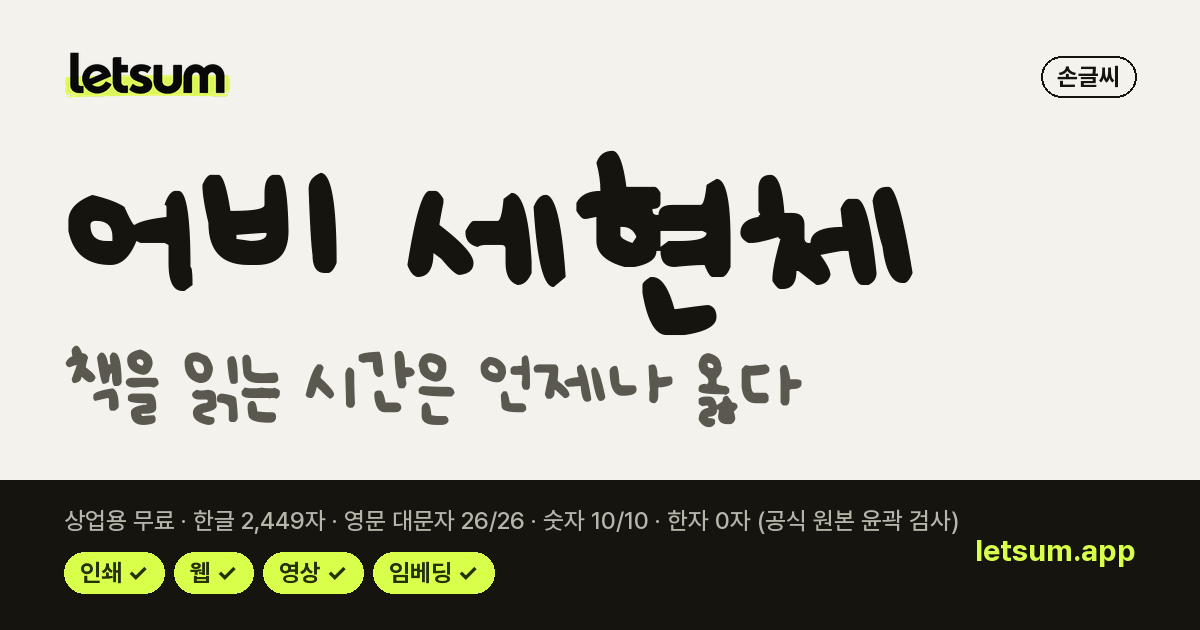 letsum
손글씨
어비 세현체
책을 읽는 시간은 언제나 옳다
상업용 무료 · 한글 2,449자 · 영문 대문자 26/26 · 숫자 10/10 · 한자 0자 (공식 원본 윤곽 검사)
인쇄 ✓ 웹 ✓ 영상 ✓ 임베딩 ✓
letsum.app